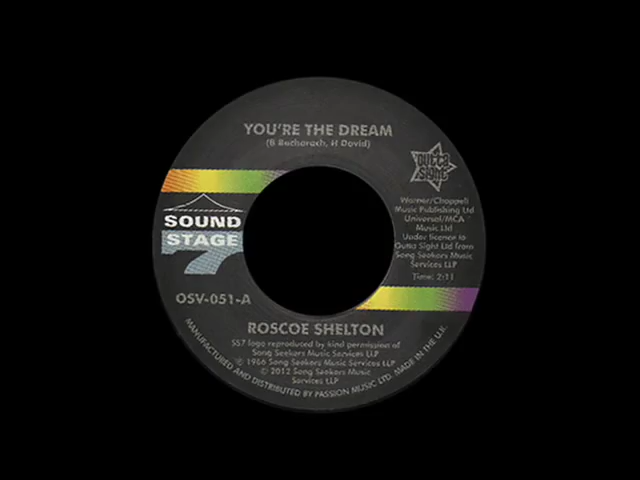 YOU'RE THE DREAM
(B Bacharach, H David)
outta
sight
Warner/Chappell
Music Publishing Ltd
Universal/MCA
Music Ltd
Under licence to
Outta Sight Ltd from
Song Seekers Music
Services LLP
Time: 2:11
SOUND
STAGE
7
OSV-051-A
ROSCOE SHELTON
SS7 logo reproduced by kind permission of
Song Seekers Music Services LLP
℗ 1966 Song Seekers Music Services LLP
© 2012 Song Seekers Music
Services LLP
MANUFACTURED AND DISTRIBUTED BY PASSION MUSIC LTD. MADE IN THE U.K.